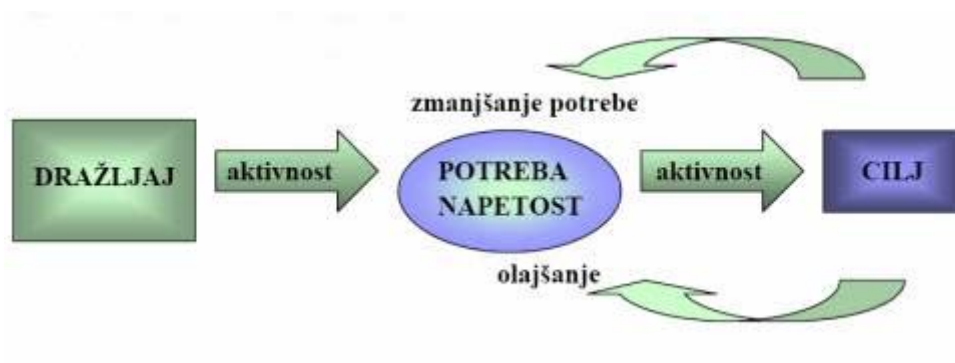 zmanjšanje potrebe
DRAŽLJAJ
aktivnost
POTREBA
NAPETOST
aktivnost
CILJ
olajšanje